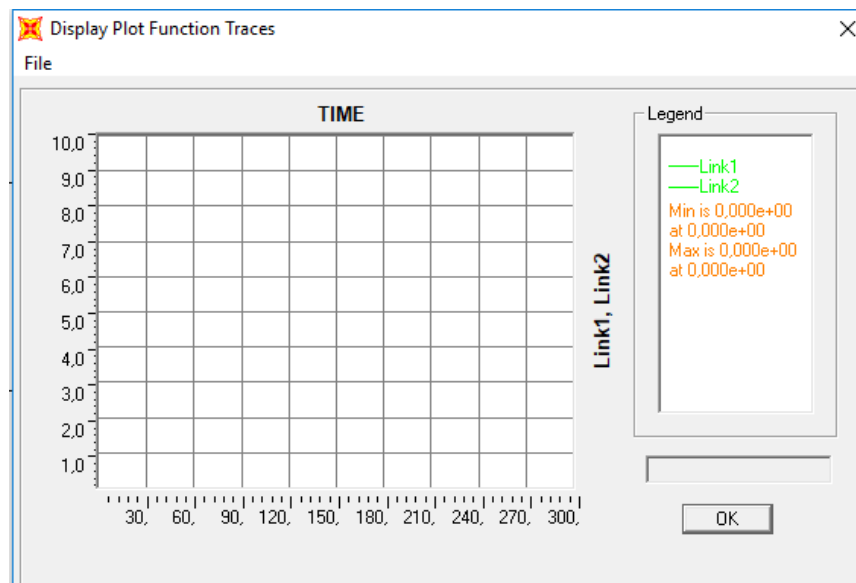 Display Plot Function Traces
File
TIME
10,0
9,0
8,0
7,0
6,0
5,0
4,0
3,0
2,0
1,0
30, 60, 90, 120, 150, 180, 210, 240, 270, 300,
Link1, Link2
Legend
Link1
Link2
Min is 0,000e+00
at 0,000e+00
Max is 0,000e+00
at 0,000e+00
OK